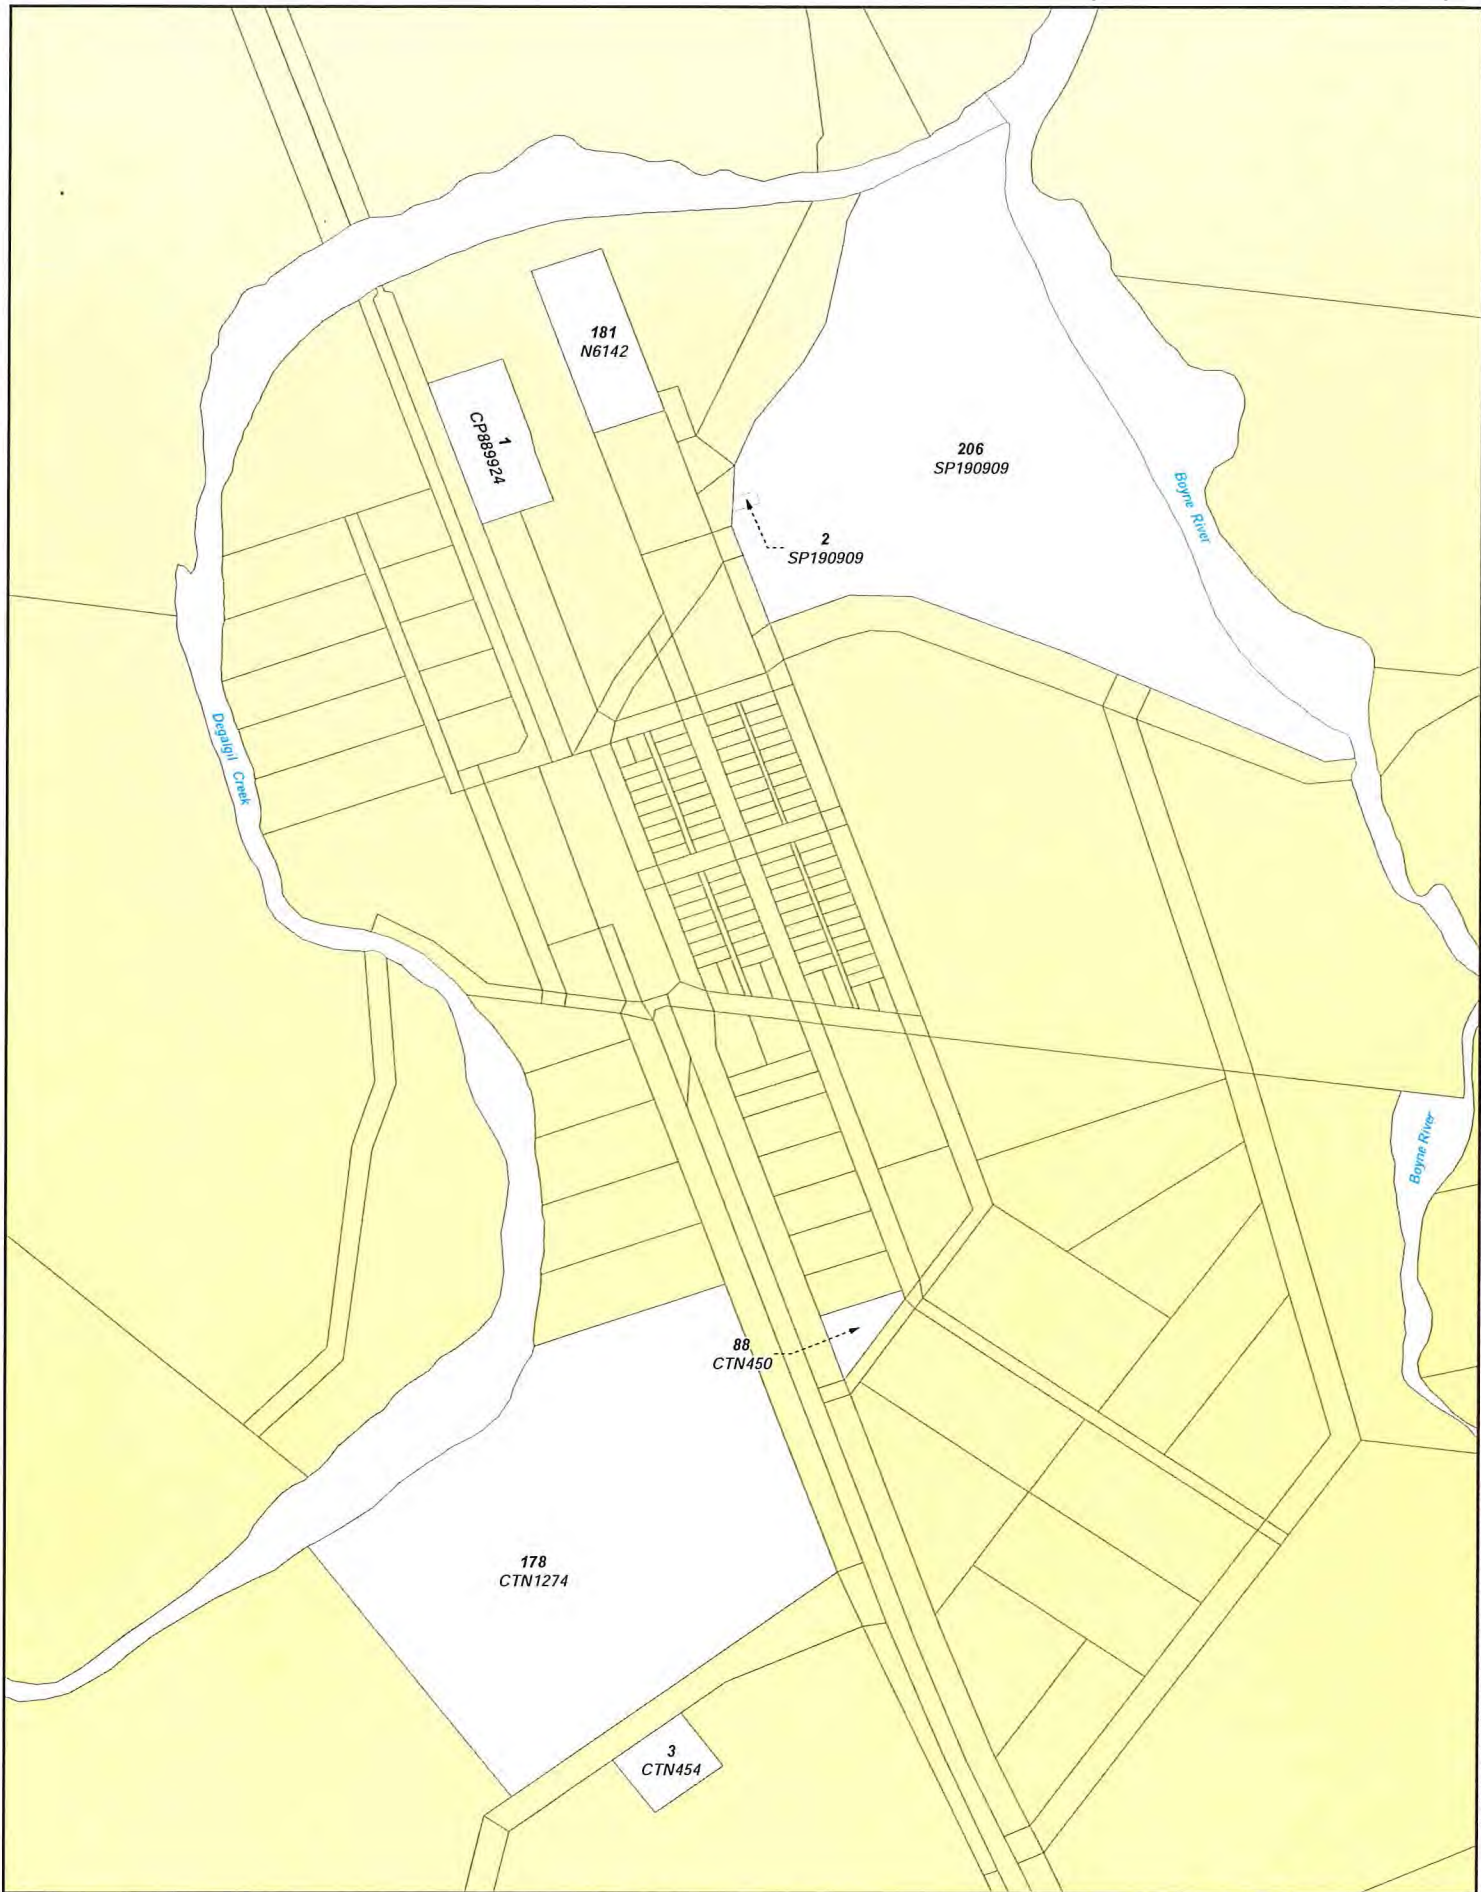 181
N6142
1
CP889924
206
SP190909
Boyne River
2
SP190909
Degalgil Creek
Boyne River
88
CTN450
178
CTN1274
3
CTN454